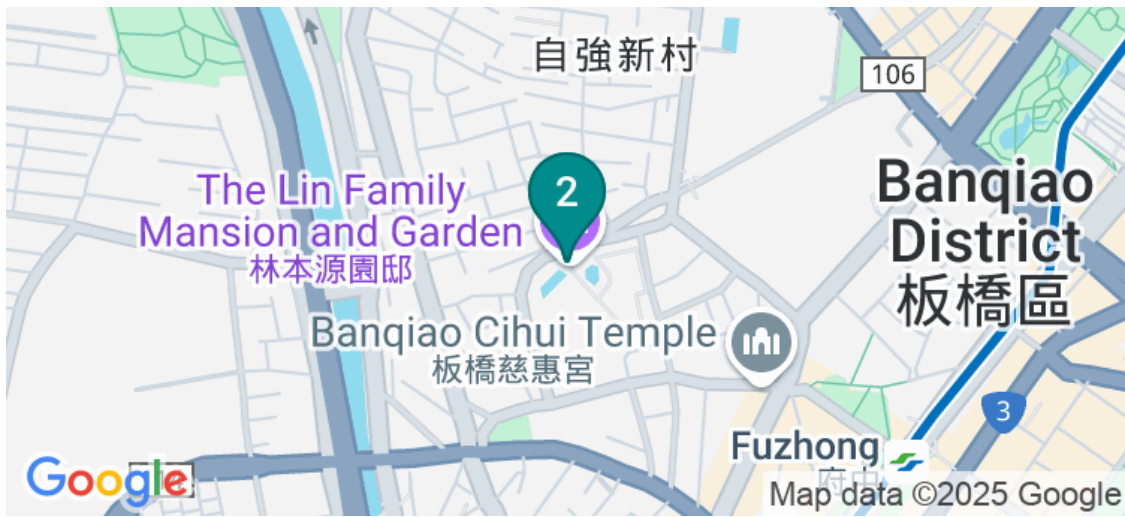 自強新村
106
2
The Lin Family
Mansion and Garden
林本源園邸
Banqiao
District
板橋區
Banqiao Cihui Temple
板橋慈惠宮
3
Fuzhong
府中
Google
Map data ©2025 Google